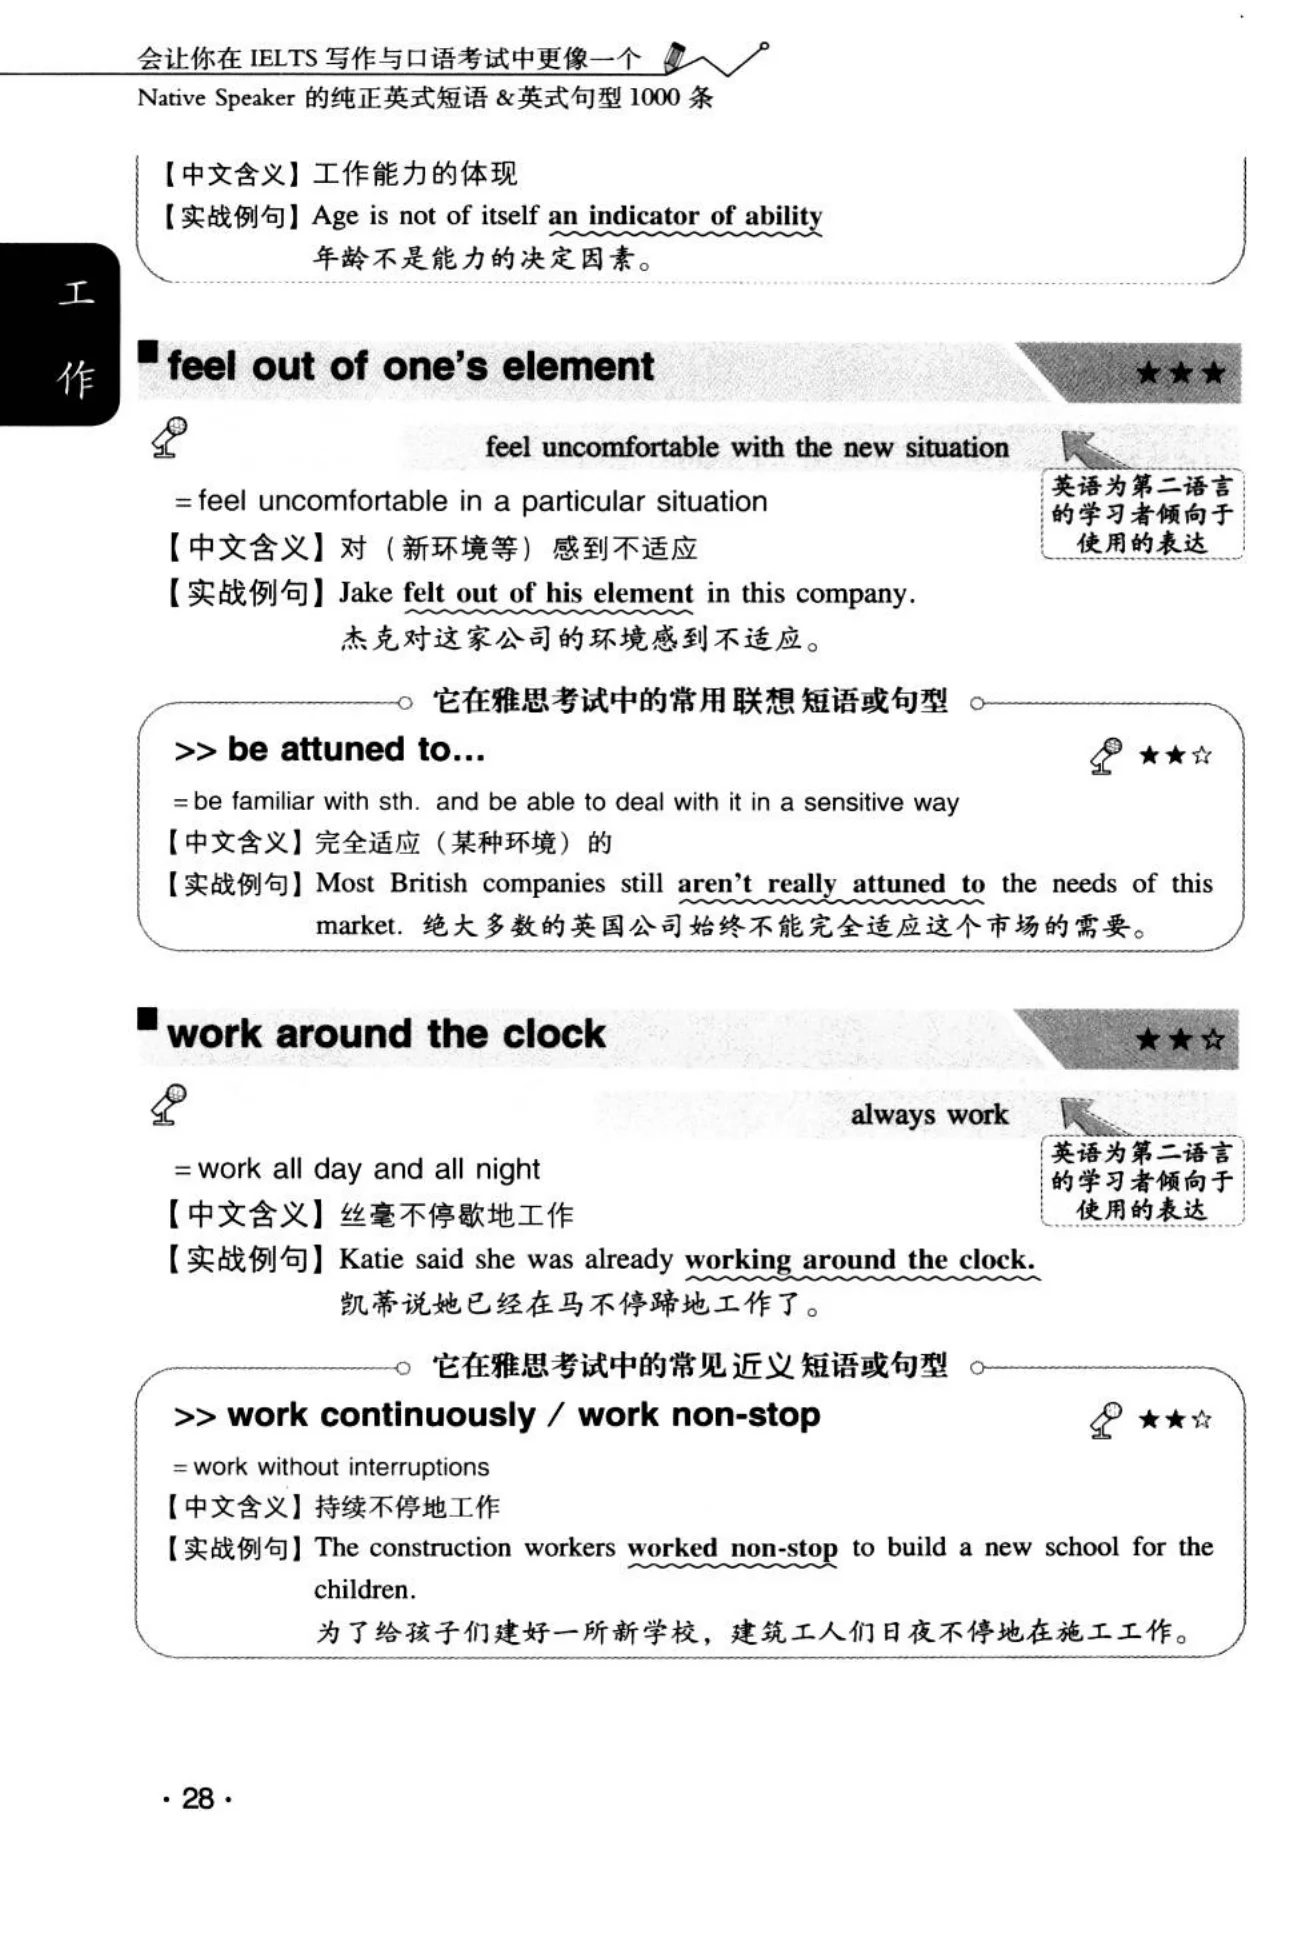 会让你在 IELTS 写作与口语考试中更像一个
Native Speaker 的纯正英式短语 &英式句型 1000 条
【中文含义】工作能力的体现
【实战例句】Age is not of itself an indicator of ability
年龄不是能力的决定因素。
工
作
feel out of one's element ★★★
feel uncomfortable with the new situation
英语为第二语言
的学习者倾向于
使用的表达
=feel uncomfortable in a particular situation
【中文含义】对（新环境等）感到不适应
【实战例句】Jake felt out of his element in this company.
杰克对这家公司的环境感到不适应。
它在雅思考试中的常用联想短语或句型
>> be attuned to... ★★☆
=be familiar with sth. and be able to deal with it in a sensitive way
【中文含义】完全适应（某种环境）的
【实战例句】Most British companies still aren't really attuned to the needs of this
market. 绝大多数的英国公司始终不能完全适应这个市场的需要。
work around the clock ★★☆
always work
英语为第二语言
的学习者倾向于
使用的表达
=work all day and all night
【中文含义】丝毫不停歇地工作
【实战例句】Katie said she was already working around the clock.
凯蒂说她已经在马不停蹄地工作了。
它在雅思考试中的常见近义短语或句型
>> work continuously / work non-stop ★★☆
=work without interruptions
【中文含义】持续不停地工作
【实战例句】The construction workers worked non-stop to build a new school for the
children.
为了给孩子们建好一所新学校，建筑工人们日夜不停地在施工工作。
· 28 ·